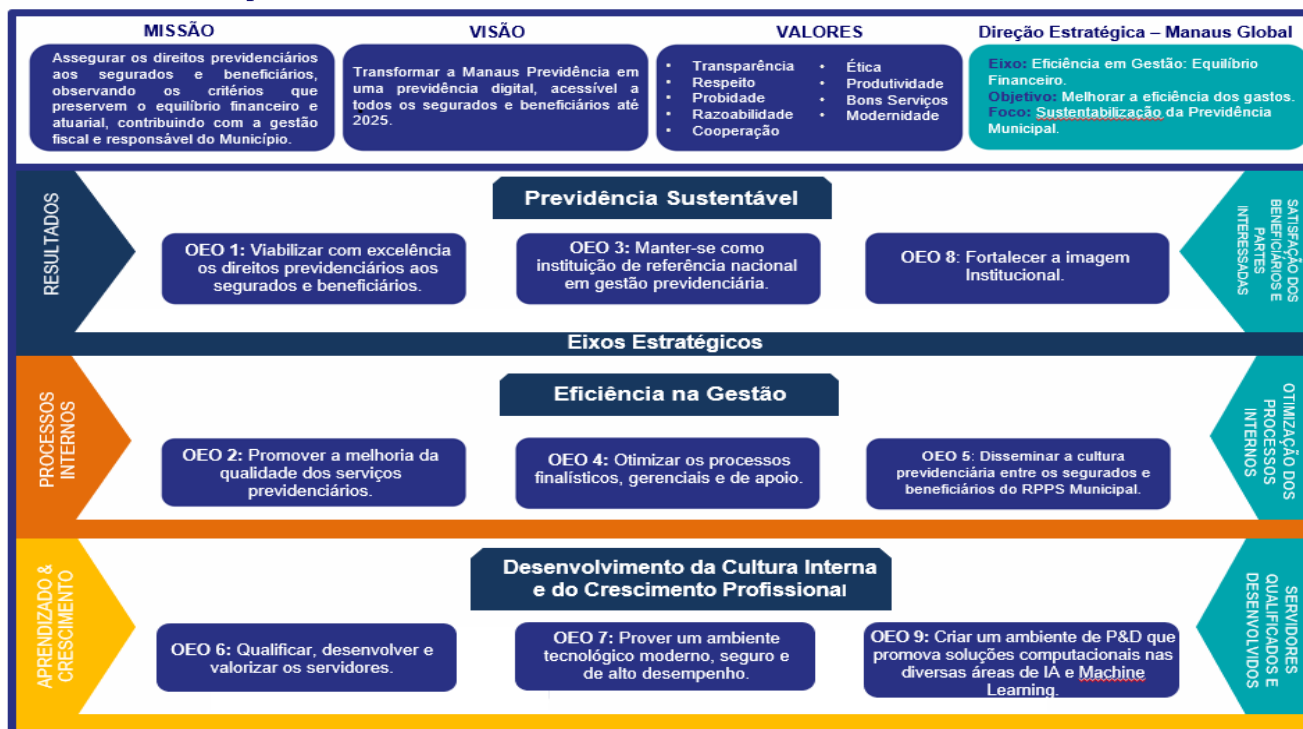 MISSÃO
Assegurar os direitos previdenciários
aos segurados e beneficiários,
observando os critérios que
preservem o equilíbrio financeiro e
atuarial, contribuindo com a gestão
fiscal e responsável do Município.
VISÃO
Transformar a Manaus Previdência em
uma previdência digital, acessível a
todos os segurados e beneficiários até
2025.
VALORES
• Transparência
• Respeito
• Probidade
• Razoabilidade
• Cooperação
• Ética
• Produtividade
• Bons Serviços
• Modernidade
Direção Estratégica – Manaus Global
Eixo: Eficiência em Gestão: Equilíbrio
Financeiro.
Objetivo: Melhorar a eficiência dos gastos.
Foco: Sustentabilização da Previdência
Municipal.
RESULTADOS
Previdência Sustentável
OEO 1: Viabilizar com excelência
os direitos previdenciários aos
segurados e beneficiários.
OEO 3: Manter-se como
instituição de referência nacional
em gestão previdenciária.
OEO 8: Fortalecer a imagem
Institucional.
SATISFAÇÃO DOS
BENEFICIÁRIOS E
PARTES
INTERESSADAS
Eixos Estratégicos
PROCESSOS
INTERNOS
Eficiência na Gestão
OEO 2: Promover a melhoria da
qualidade dos serviços
previdenciários.
OEO 4: Otimizar os processos
finalísticos, gerenciais e de apoio.
OEO 5: Disseminar a cultura
previdenciária entre os segurados e
beneficiários do RPPS Municipal.
OTIMIZAÇÃO DOS
PROCESSOS
INTERNOS
APRENDIZADO &
CRESCIMENTO
Desenvolvimento da Cultura Interna
e do Crescimento Profissional
OEO 6: Qualificar, desenvolver e
valorizar os servidores.
OEO 7: Prover um ambiente
tecnológico moderno, seguro e
de alto desempenho.
OEO 9: Criar um ambiente de P&D que
promova soluções computacionais nas
diversas áreas de IA e Machine
Learning.
SERVIDORES
QUALIFICADOS E
DESENVOLVIDOS